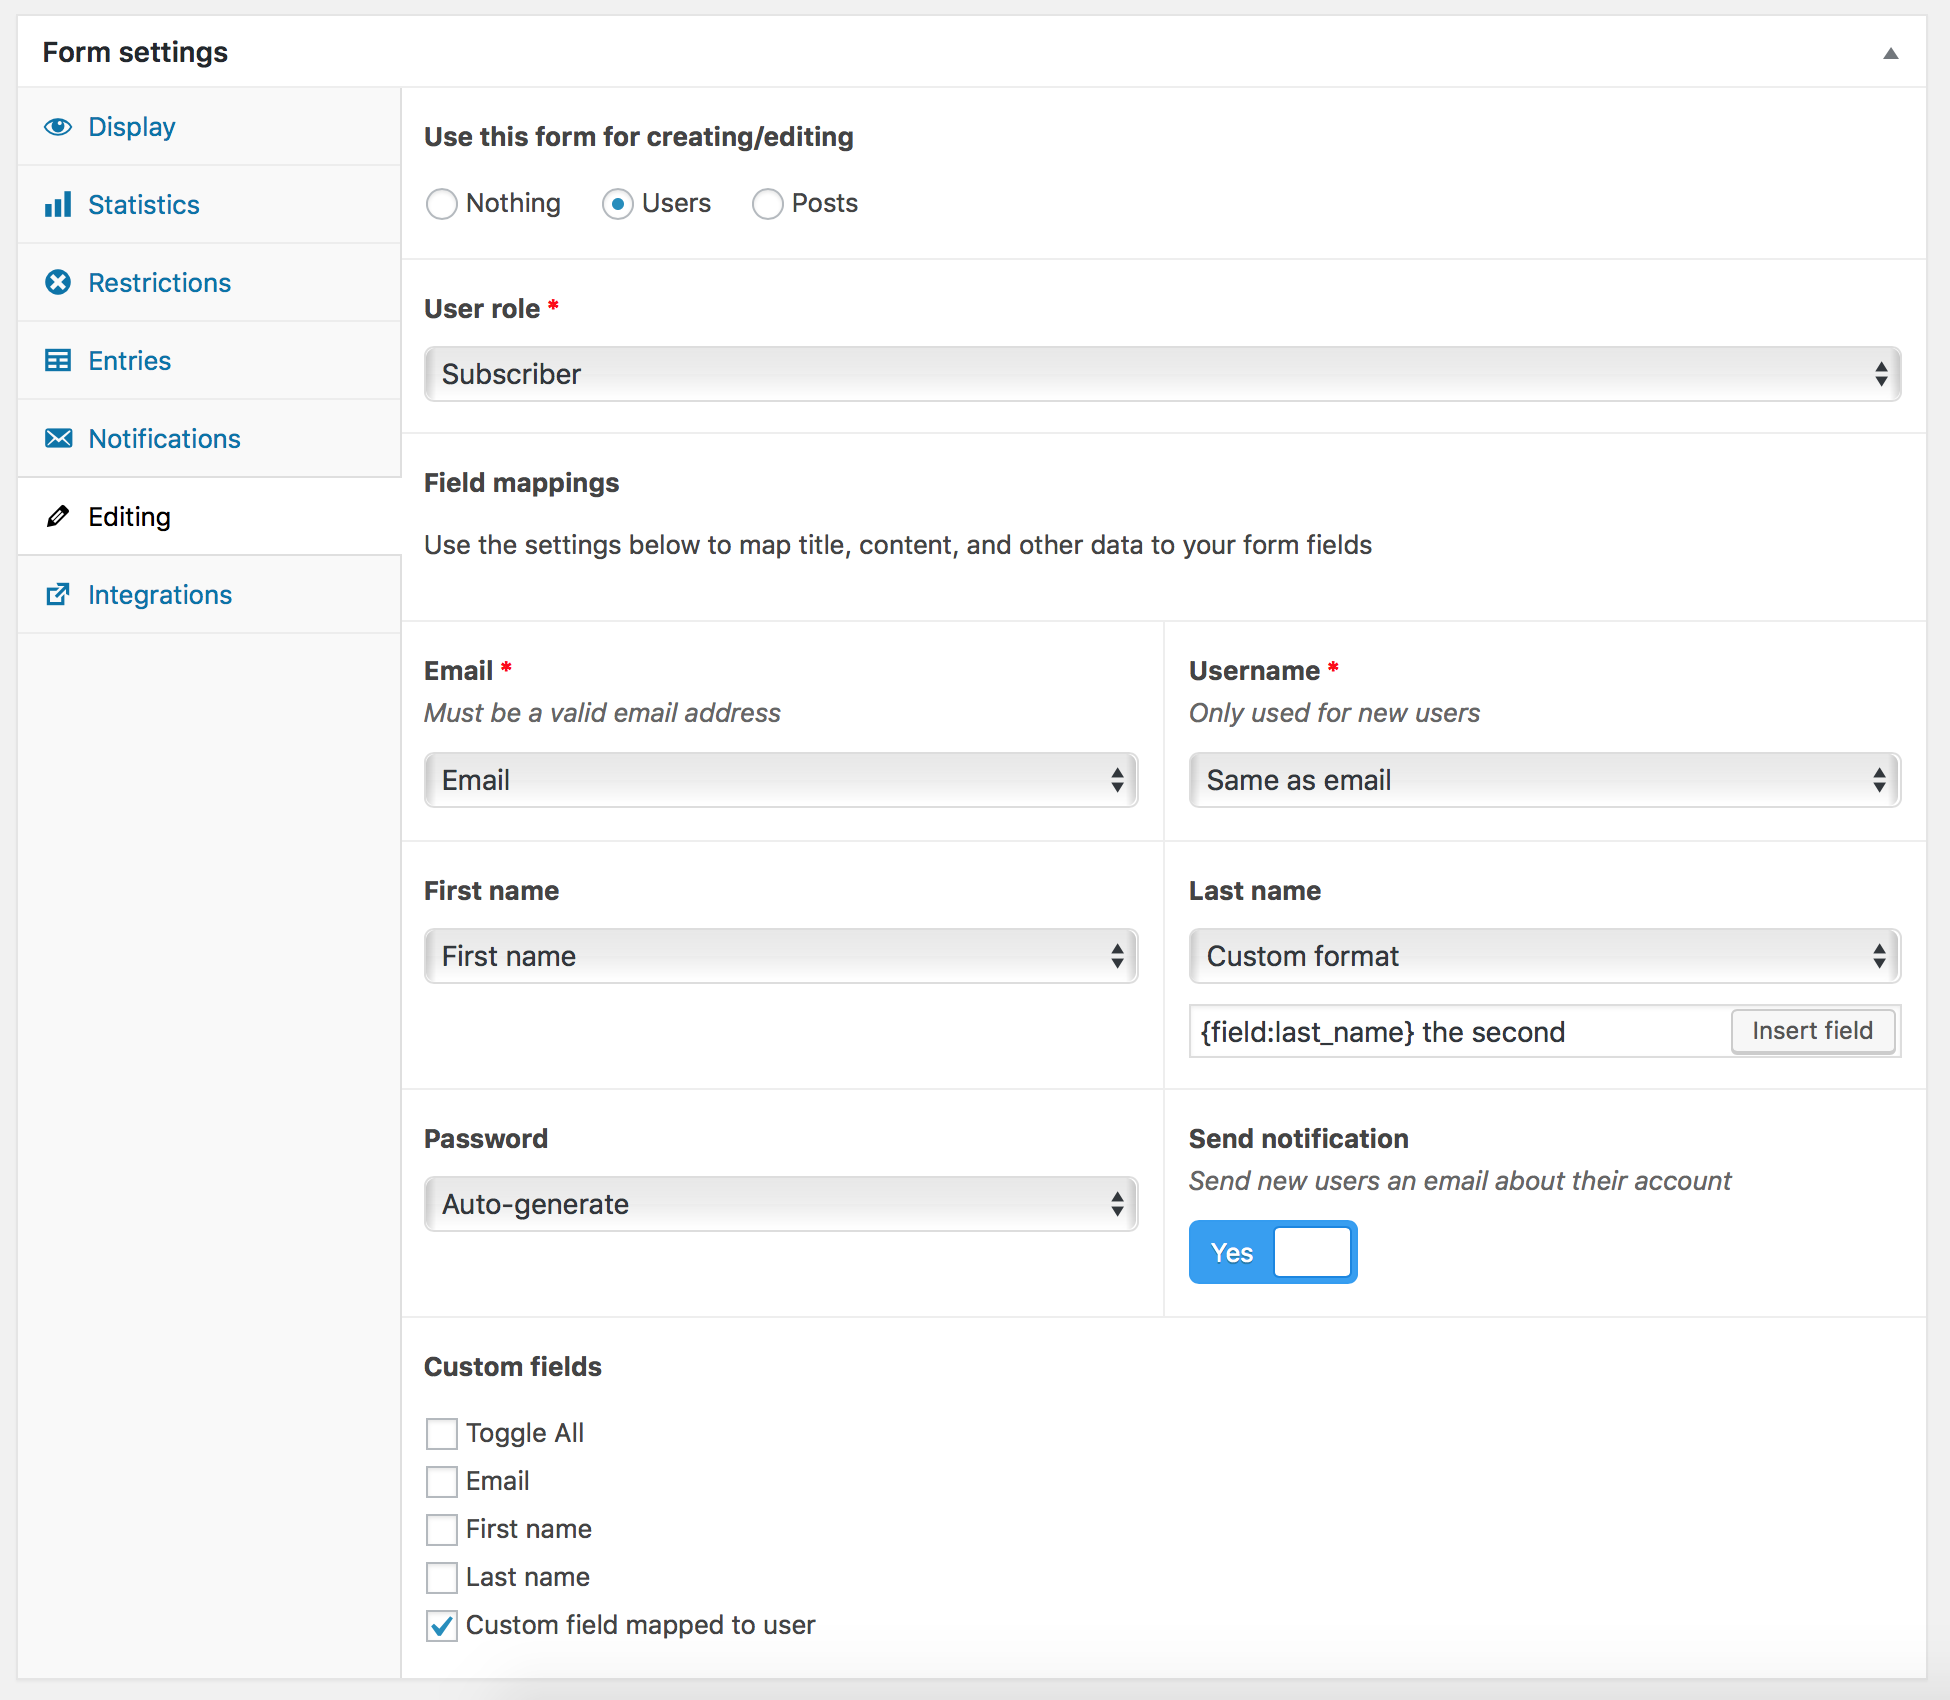 Form settings
Display
Statistics
Restrictions
Entries
Notifications
Editing
Integrations
Use this form for creating/editing
Nothing Users Posts
User role *
Subscriber
Field mappings
Use the settings below to map title, content, and other data to your form fields
Email *
Must be a valid email address
Email
Username *
Only used for new users
Same as email
First name
First name
Last name
Custom format
{field:last_name} the second Insert field
Password
Auto-generate
Send notification
Send new users an email about their account
Yes
Custom fields
Toggle All
Email
First name
Last name
Custom field mapped to user